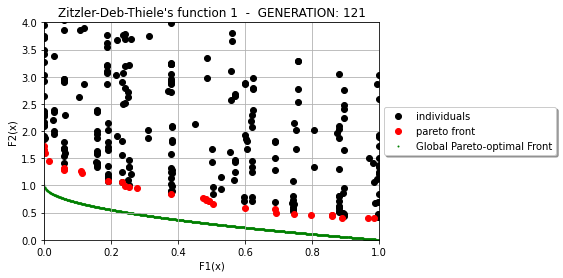 Zitzler-Deb-Thiele's function 1 - GENERATION: 121
4.0
3.5
3.0
2.5
2.0
1.5
1.0
0.5
0.0
F2(x)
0.0 0.2 0.4 0.6 0.8 1.0
F1(x)
individuals
pareto front
Global Pareto-optimal Front